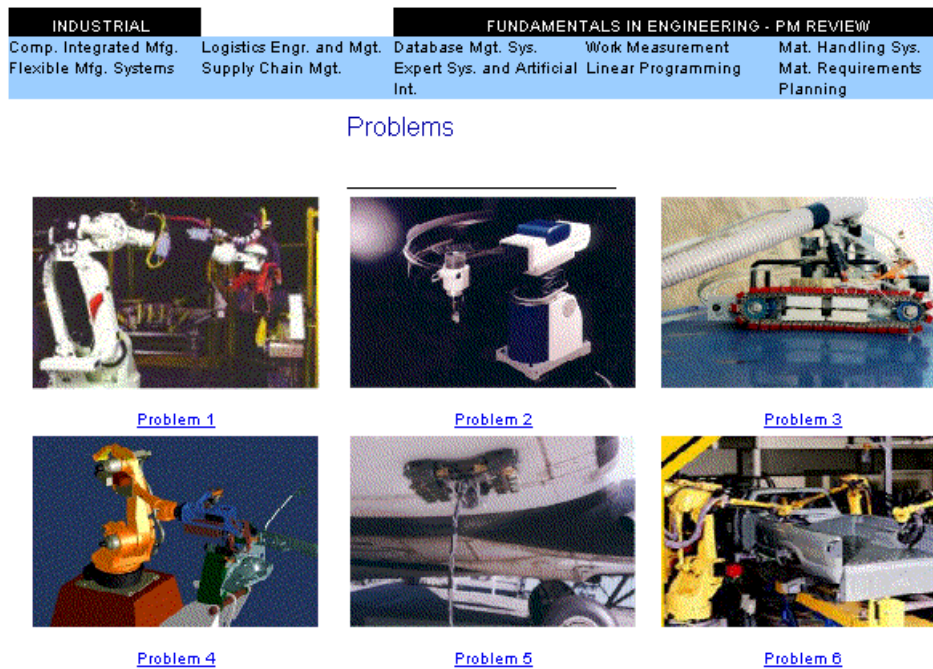 INDUSTRIAL FUNDAMENTALS IN ENGINEERING - PM REVIEW
Comp. Integrated Mfg. Logistics Engr. and Mgt. Database Mgt. Sys. Work Measurement Mat. Handling Sys.
Flexible Mfg. Systems Supply Chain Mgt. Expert Sys. and Artificial Linear Programming Mat. Requirements
Int. Planning
Problems
Problem 1 Problem 2 Problem 3
Problem 4 Problem 5 Problem 6